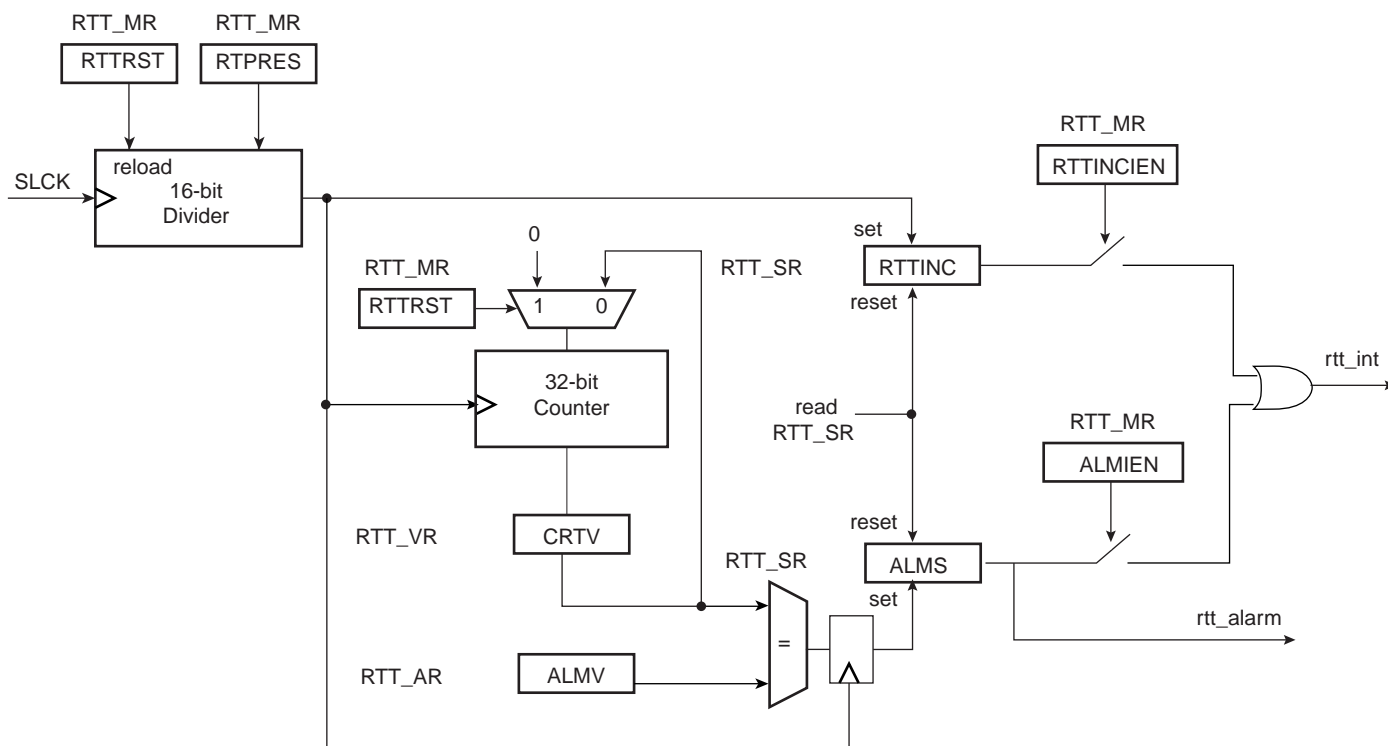 RTT_MR
RTTRST
RTT_MR
RTPRES
SLCK
reload
16-bit
Divider
RTT_MR
RTTINCIEN
0
set
RTTINC
reset
RTT_SR
RTT_MR
RTTRST
1 0
32-bit
Counter
read
RTT_SR
rtt_int
RTT_MR
ALMIEN
RTT_VR
CRTV
reset
ALMS
set
RTT_SR
=
rtt_alarm
RTT_AR
ALMV